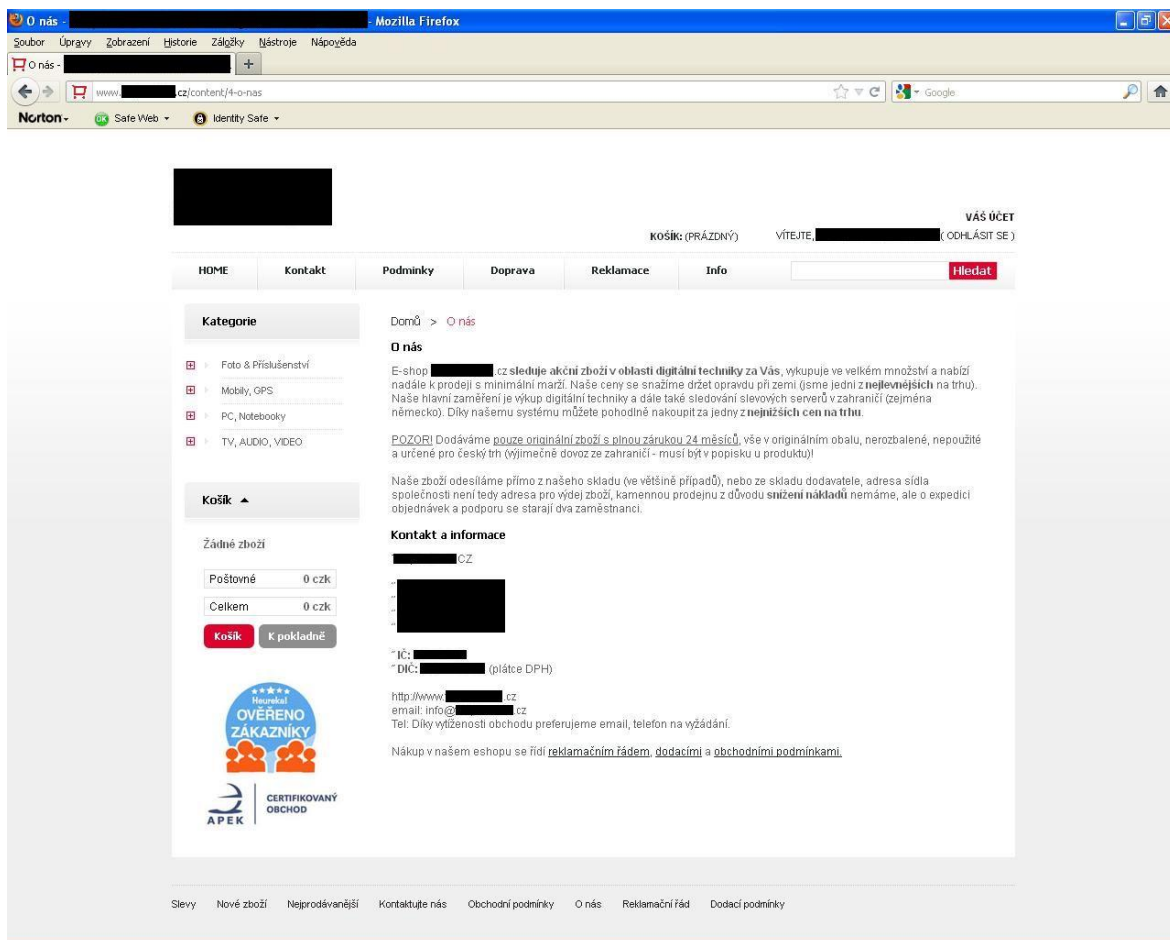 O nás - - Mozilla Firefox
Soubor Úpravy Zobrazení Historie Záložky Nástroje Nápověda
O nás - +
www. .cz/content/4-o-nas Google
Norton Safe Web Identity Safe
VÁŠ ÚČET
KOŠÍK: (PRÁZDNÝ) VÍTEJTE, ( ODHLÁSIT SE )
HOME Kontakt Podminky Doprava Reklamace Info Hledat
Kategorie
Foto & Příslušenství
Mobily, GPS
PC, Notebooky
TV, AUDIO, VIDEO
Košík
Žádné zboží
Poštovné 0 czk
Celkem 0 czk
Košík K pokladně
Heureka!
OVĚŘENO
ZÁKAZNÍKY
APEK CERTIFIKOVANÝ
OBCHOD
Domů > O nás
O nás
E-shop .cz sleduje akční zboží v oblasti digitální techniky za Vás, vykupuje ve velkém množství a nabízí
nadále k prodeji s minimální marží. Naše ceny se snažíme držet opravdu při zemi (jsme jedni z nejlevnějších na trhu).
Naše hlavní zaměření je výkup digitální techniky a dále také sledování slevových serverů v zahraničí (zejména
německo). Díky našemu systému můžete pohodlně nakoupit za jedny z nejnižších cen na trhu.
POZOR! Dodáváme pouze originální zboží s plnou zárukou 24 měsíců, vše v originálním obalu, nerozbalené, nepoužité
a určené pro český trh (výjimečně dovoz ze zahraničí - musí být v popisku u produktu)!
Naše zboží odesíláme přímo z našeho skladu (ve většině případů), nebo ze skladu dodavatele, adresa sídla
společnosti není tedy adresa pro výdej zboží, kamennou prodejnu z důvodu snížení nákladů nemáme, ale o expedici
objednávek a podporu se starají dva zaměstnanci.
Kontakt a informace
CZ
IČ:
DIČ: (plátce DPH)
http://www. .cz
email: info@ .cz
Tel: Díky vytíženosti obchodu preferujeme email, telefon na vyžádání.
Nákup v našem eshopu se řídí reklamačním řádem, dodacími a obchodními podmínkami.
Slevy Nové zboží Nejprodávanější Kontaktujte nás Obchodní podmínky O nás Reklamační řád Dodací podmínky